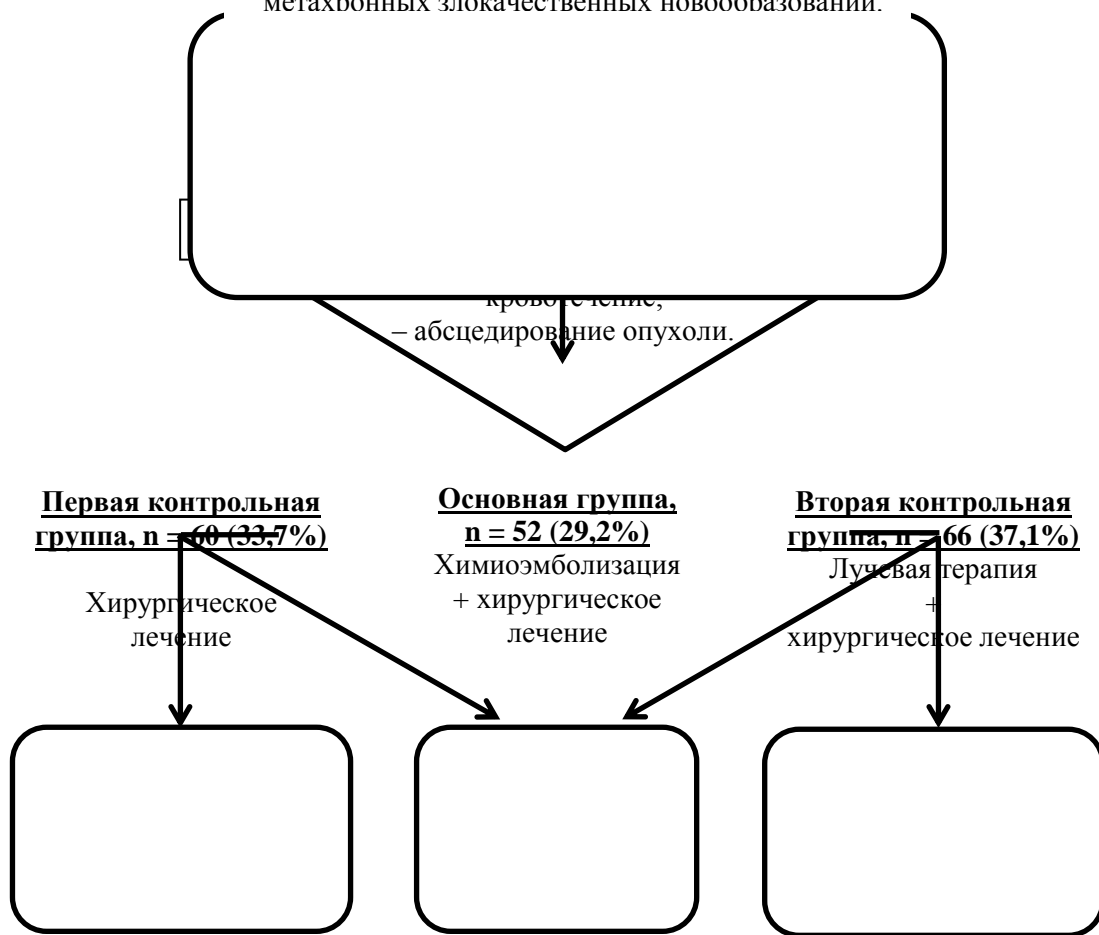 метахронных злокачественных новообразований.
кровотечение,
– абсцедирование опухоли.
Первая контрольная
группа, n = 60 (33,7%)
Хирургическое
лечение
Основная группа,
n = 52 (29,2%)
Химиоэмболизация
+ хирургическое
лечение
Вторая контрольная
группа, n = 66 (37,1%)
Лучевая терапия
+
хирургическое лечение